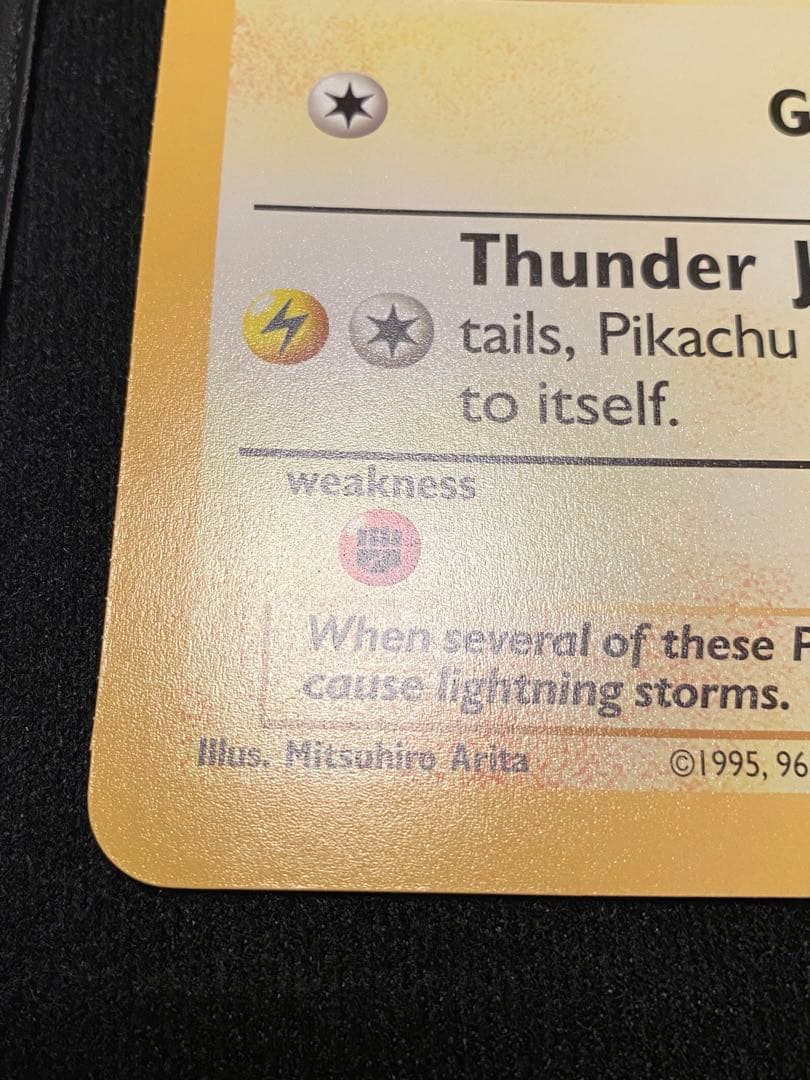 G
Thunder J
tails, Pikachu
to itself.
weakness
When several of these P
cause lightning storms.
Illus. Mitsuhiro Arita
©1995, 96